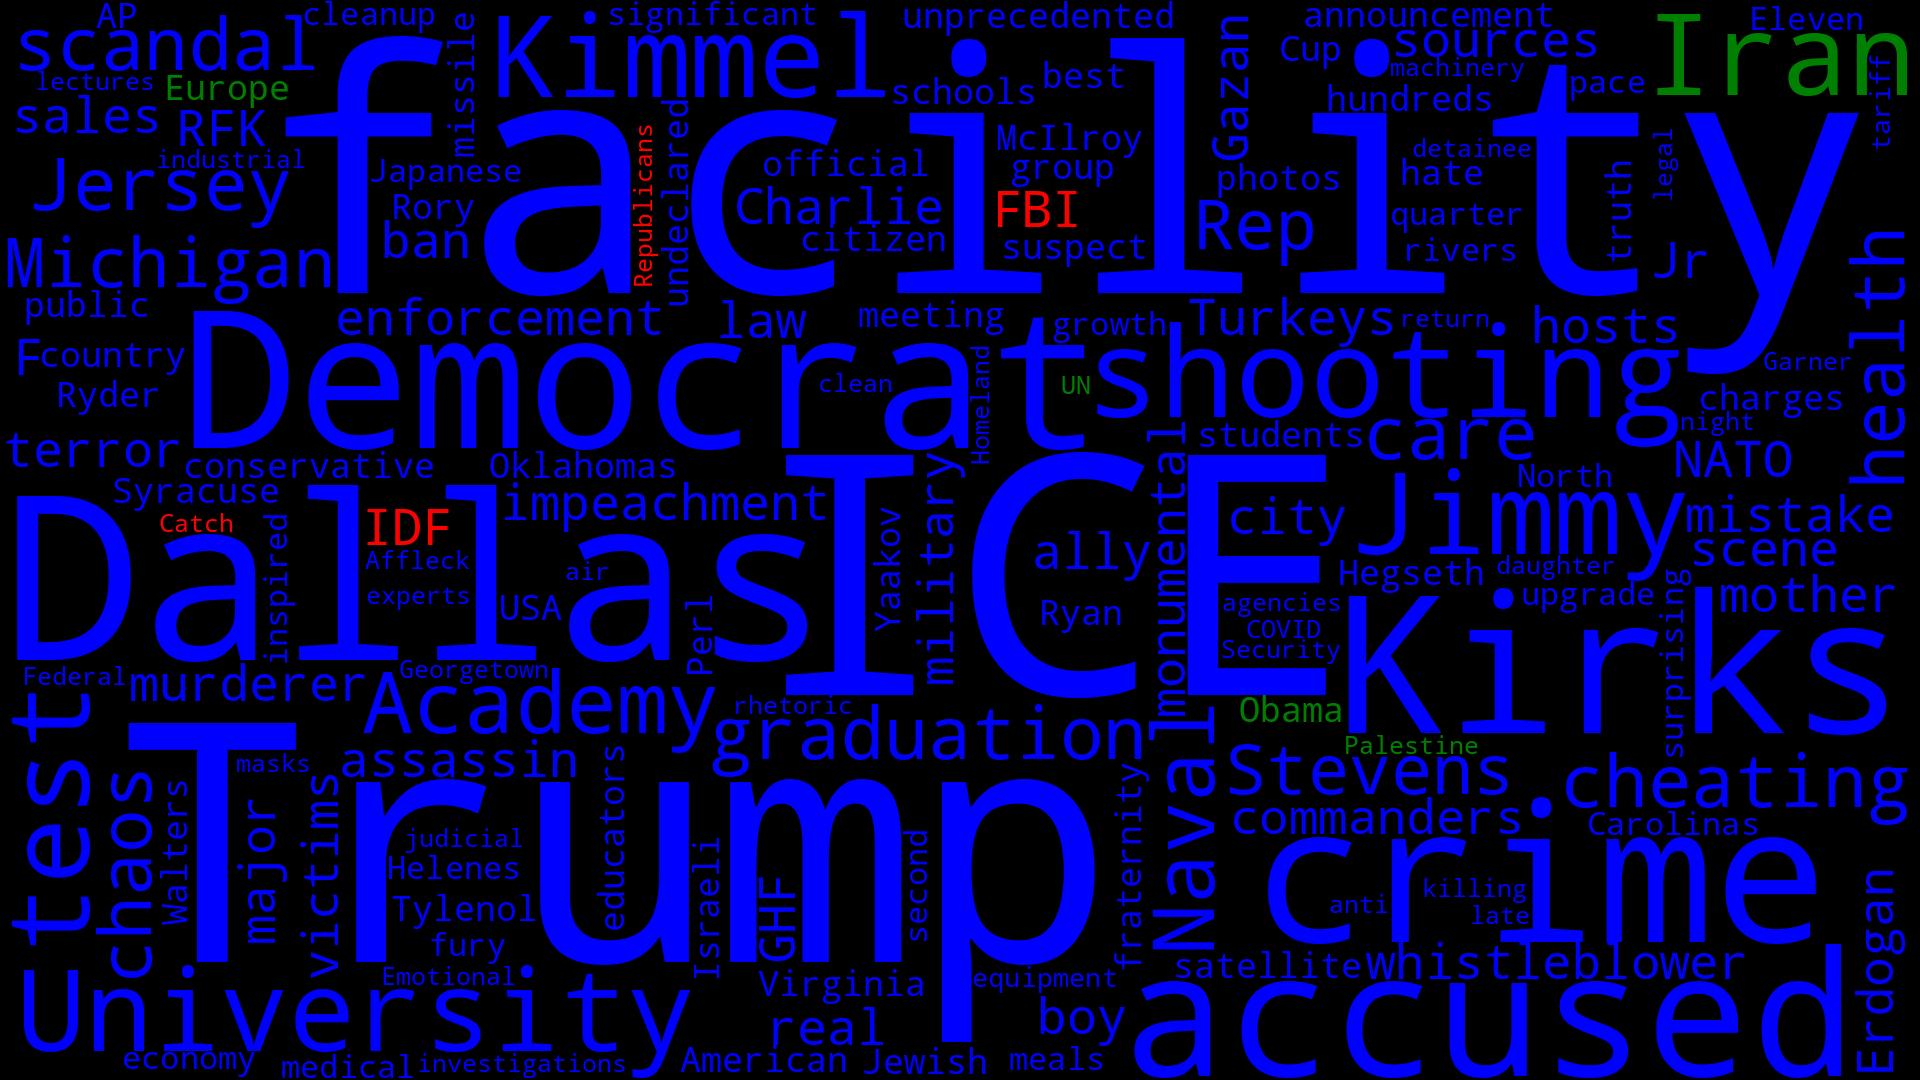 AP
cleanup
significant
unprecedented
announcement
Eleven
scandal
missile
Kimmel
Gazan
Cup
sources
Iran
lectures
Europe
schools
best
machinery
pace
tariff
sales
RFK
facility
hundreds
industrial
Jersey
Japanese
Republicans
undeclared
official
McIlroy
group
photos
detainee
hate
truth
legal
Rory
Charlie
FBI
Rep
quarter
ban
citizen
suspect
rivers
Jr
Michigan
health
public
enforcement
law
meeting
growth
Turkeys
return
hosts
F
country
Democrat
shooting
Garner
Ryder
clean
Homeland
UN
charges
night
terror
conservative
Oklahomas
students
care
NATO
Syracuse
impeachment
military
monumental
North
Catch
inspired
IDF
Dallas
ICE
city
Jimmy
mistake
Affleck
air
Yaakov
ally
scene
experts
USA
Perl
Ryan
Hegseth
daughter
surprising
agencies
upgrade
mother
COVID
Security
Kirks
Federal
murderer
Georgetown
Academy
rhetoric
graduation
Obama
Palestine
test
chaos
masks
assassin
educators
Naval
Stevens
cheating
Walters
major
victims
Trump
fraternity
commanders
Carolinas
judicial
Helenes
Israeli
GHF
second
crime
Tylenol
anti
killing
late
fury
Erdogan
Emotional
University
Virginia
equipment
satellite
whistleblower
real
boy
accused
economy
medical
investigations
American
Jewish
meals